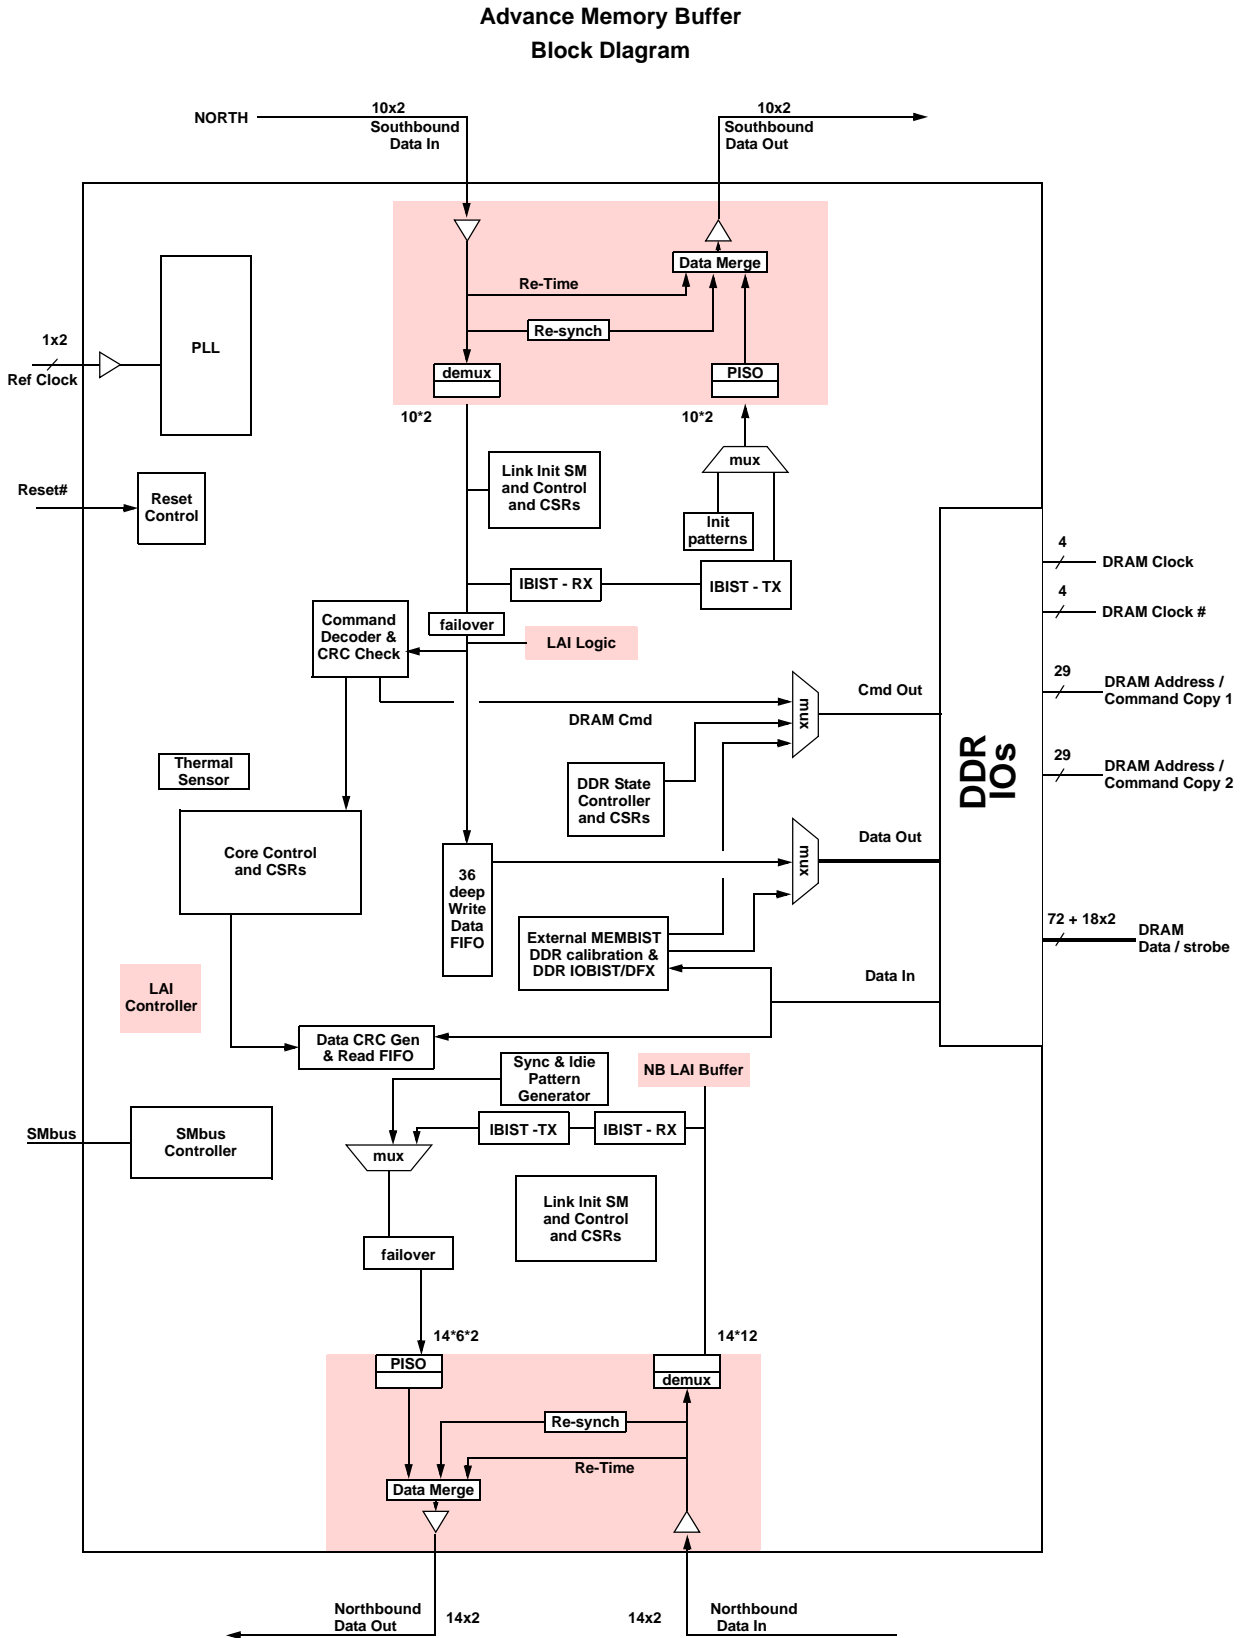 Advance Memory Buffer
Block DIagram
NORTH
10x2
Southbound
Data In
10x2
Southbound
Data Out
Data Merge
Re-Time
Re-synch
demux
PISO
10*2
10*2
1x2
Ref Clock
PLL
mux
Link Init SM
and Control
and CSRs
Reset#
Reset
Control
Init
patterns
IBIST - RX
IBIST - TX
4
DRAM Clock
4
DRAM Clock #
Command
Decoder &
CRC Check
failover
LAI Logic
29
DRAM Address /
Command Copy 1
Cmd Out
mux
DRAM Cmd
DDR
IOs
Thermal
Sensor
29
DRAM Address /
Command Copy 2
DDR State
Controller
and CSRs
Core Control
and CSRs
Data Out
mux
36
deep
Write
Data
FIFO
External MEMBIST
DDR calibration &
DDR IOBIST/DFX
72 + 18x2
DRAM
Data / strobe
Data In
LAI
Controller
Data CRC Gen
& Read FIFO
Sync & Idie
Pattern
Generator
NB LAI Buffer
SMbus
SMbus
Controller
IBIST -TX
IBIST - RX
mux
Link Init SM
and Control
and CSRs
failover
14*6*2
14*12
PISO
demux
Re-synch
Re-Time
Data Merge
Northbound
Data Out
14x2
14x2
Northbound
Data In